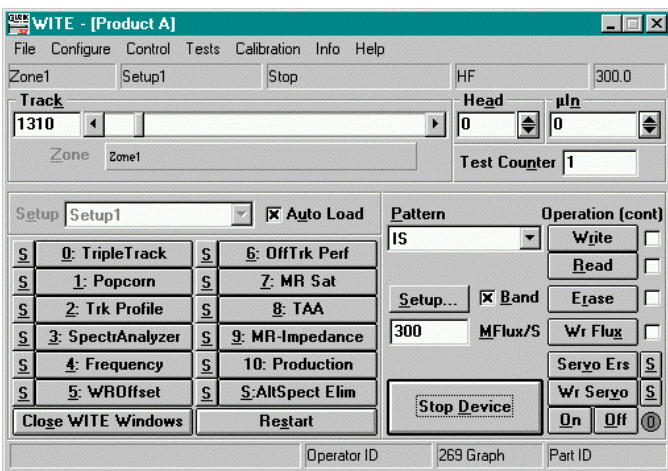 WITE - [Product A]
File Configure Control Tests Calibration Info Help
Zone1 Setup1 Stop HF 300.0
Track Head µIn
1310 0 0
Zone Zone1 Test Counter 1
Setup Setup1 Auto Load Pattern Operation (cont)
IS Write
S 0: TripleTrack S 6: OffTrk Perf Read
S 1: Popcorn S 7: MR Sat
S 2: Trk Profile S 8: TAA Setup... Band Erase
S 3: SpectrAnalyzer S 9: MR-Impedance 300 MFlux/S Wr Flux
S 4: Frequency S 10: Production Servo Ers S
S 5: WROffset S S:AltSpect Elim Stop Device Wr Servo S
Close WITE Windows Restart On Off 0
Operator ID 269 Graph Part ID